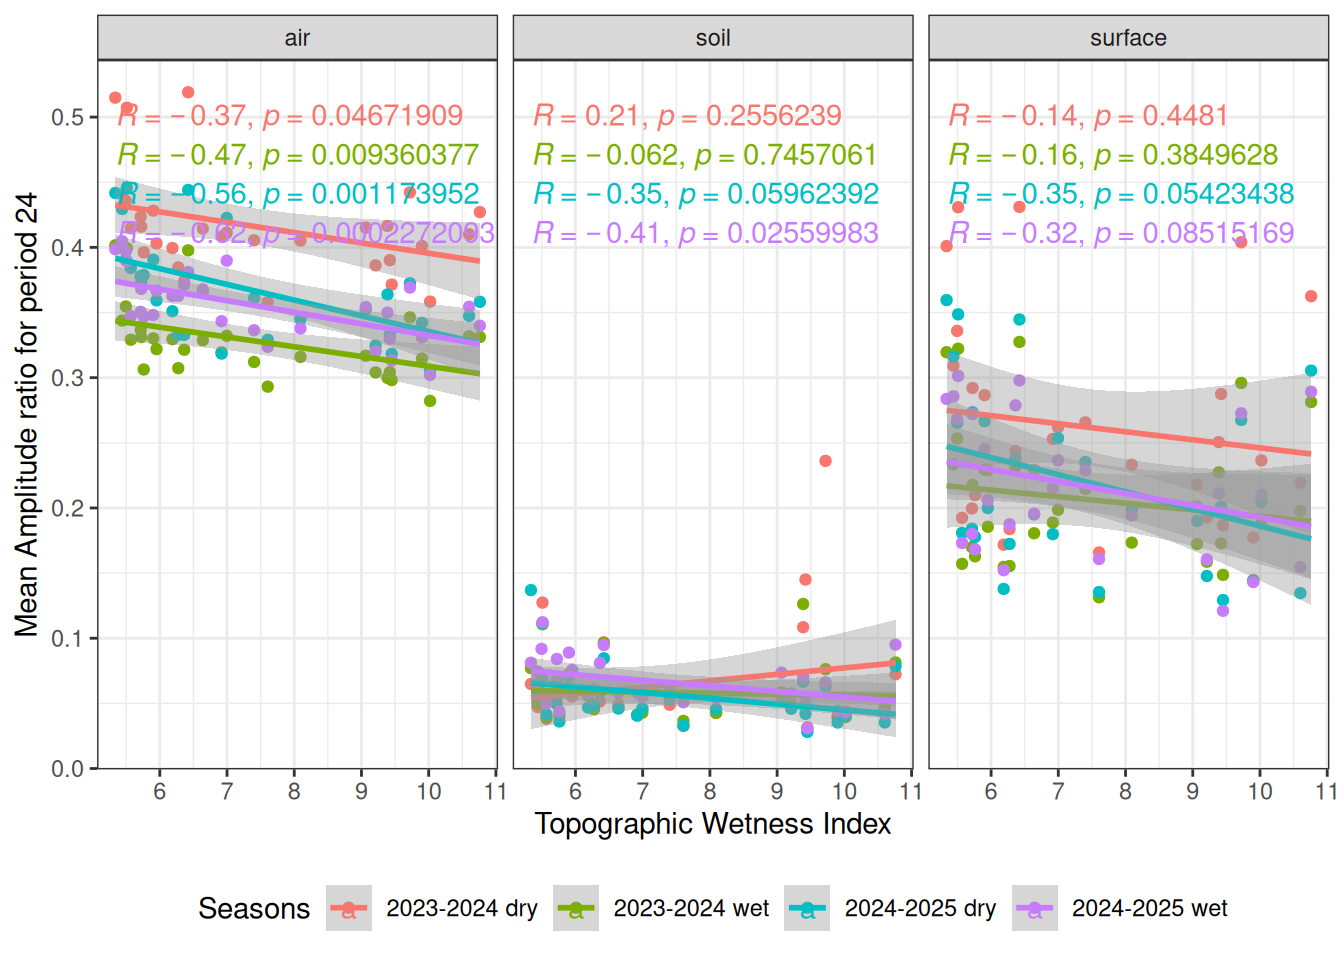 air soil surface
R = −0.37, p = 0.04671909
R = −0.47, p = 0.009360377
R = −0.56, p = 0.001173952
R = −0.62, p = 0.0002272003
R = 0.21, p = 0.2556239
R = −0.062, p = 0.7457061
R = −0.35, p = 0.05962392
R = −0.41, p = 0.02559983
R = −0.14, p = 0.4481
R = −0.16, p = 0.3849628
R = −0.35, p = 0.05423438
R = −0.32, p = 0.08515169
Mean Amplitude ratio for period 24
0.5
0.4
0.3
0.2
0.1
0.0
6 7 8 9 10 11 6 7 8 9 10 11 6 7 8 9 10 11
Topographic Wetness Index
Seasons a 2023-2024 dry a 2023-2024 wet a 2024-2025 dry a 2024-2025 wet